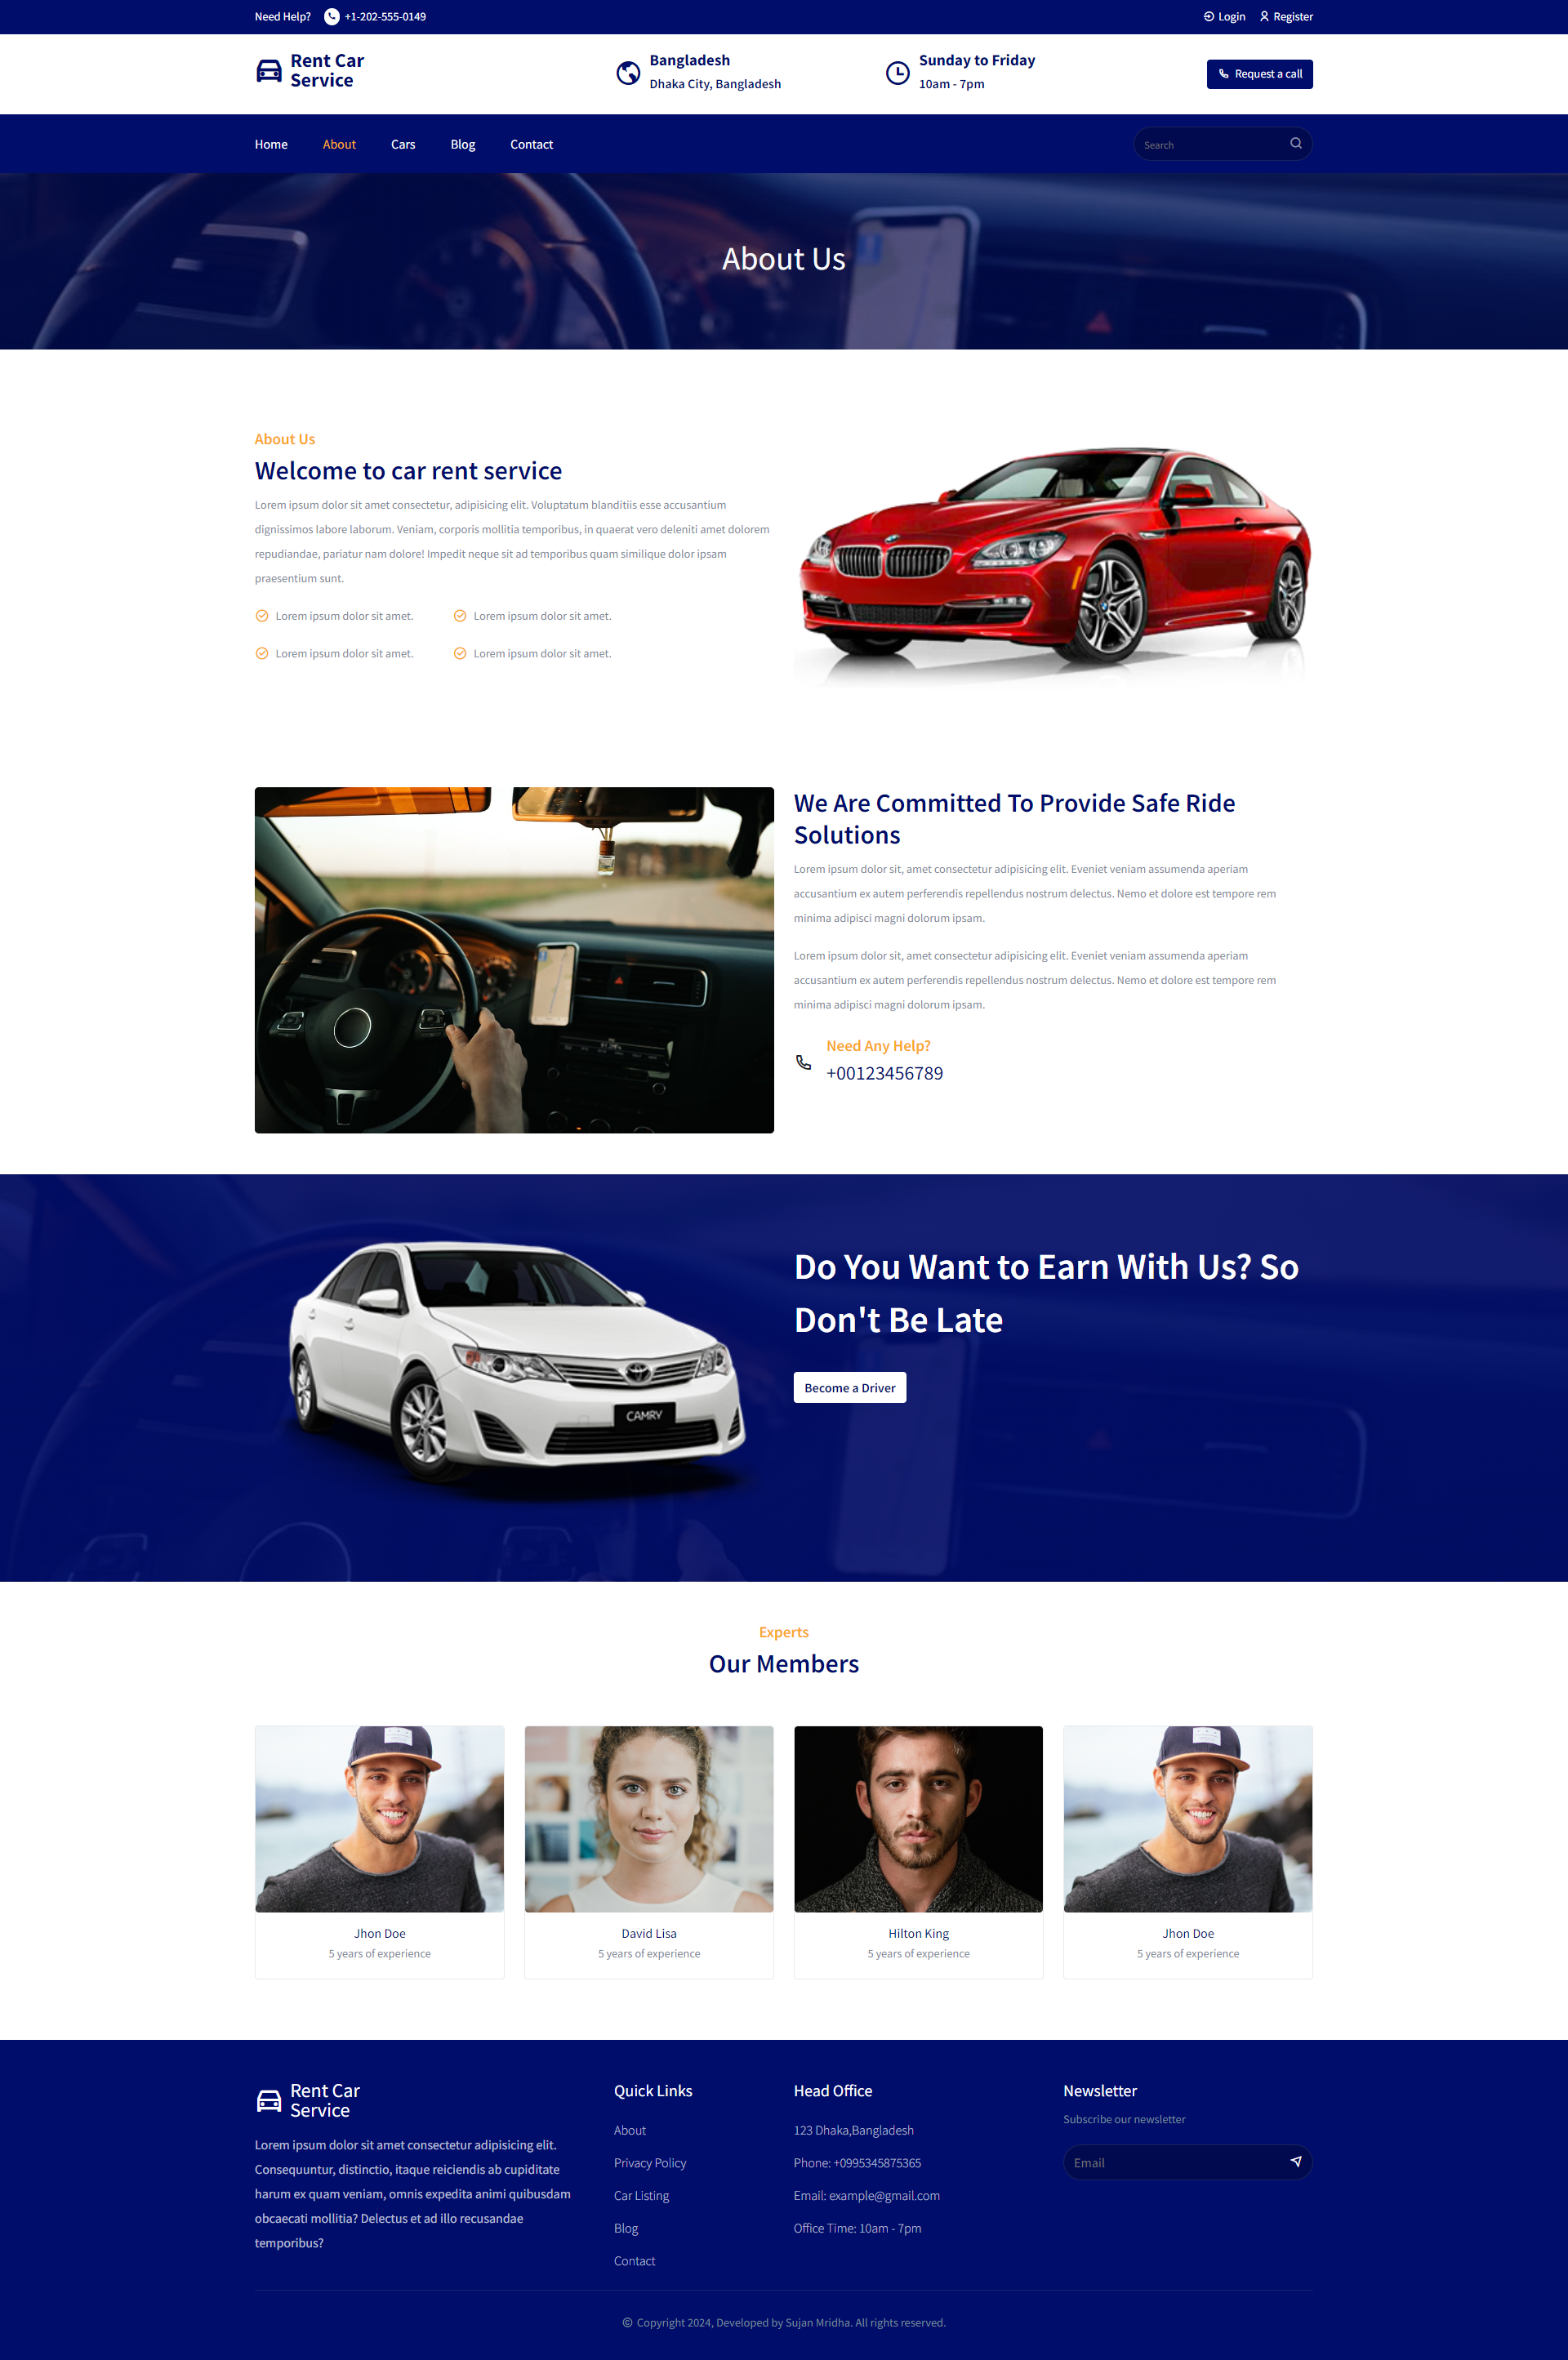 Need Help? +1-202-555-0149
Login Register
Rent Car
Service
Bangladesh
Dhaka City, Bangladesh
Sunday to Friday
10am - 7pm
Request a call
Home About Cars Blog Contact
Search
About Us
About Us
Welcome to car rent service
Lorem ipsum dolor sit amet consectetur, adipisicing elit. Voluptatum blanditiis esse accusantium
dignissimos labore laborum. Veniam, corporis mollitia temporibus, in quaerat vero deleniti amet dolorem
repudiandae, pariatur nam dolore! Impedit neque sit ad temporibus quam similique dolor ipsam
praesentium sunt.
Lorem ipsum dolor sit amet. Lorem ipsum dolor sit amet.
Lorem ipsum dolor sit amet. Lorem ipsum dolor sit amet.
We Are Committed To Provide Safe Ride
Solutions
Lorem ipsum dolor sit, amet consectetur adipisicing elit. Eveniet veniam assumenda aperiam
accusantium ex autem perferendis repellendus nostrum delectus. Nemo et dolore est tempore rem
minima adipisci magni dolorum ipsam.
Lorem ipsum dolor sit, amet consectetur adipisicing elit. Eveniet veniam assumenda aperiam
accusantium ex autem perferendis repellendus nostrum delectus. Nemo et dolore est tempore rem
minima adipisci magni dolorum ipsam.
Need Any Help?
+00123456789
Do You Want to Earn With Us? So
Don't Be Late
Become a Driver
CAMRY
Experts
Our Members
Jhon Doe
5 years of experience
David Lisa
5 years of experience
Hilton King
5 years of experience
Jhon Doe
5 years of experience
Rent Car
Service
Lorem ipsum dolor sit amet consectetur adipisicing elit.
Consequuntur, distinctio, itaque reiciendis ab cupiditate
harum ex quam veniam, omnis expedita animi quibusdam
obcaecati mollitia? Delectus et ad illo recusandae
temporibus?
Quick Links
About
Privacy Policy
Car Listing
Blog
Contact
Head Office
123 Dhaka,Bangladesh
Phone: +0995345875365
Email: example@gmail.com
Office Time: 10am - 7pm
Newsletter
Subscribe our newsletter
Email
© Copyright 2024, Developed by Sujan Mridha. All rights reserved.